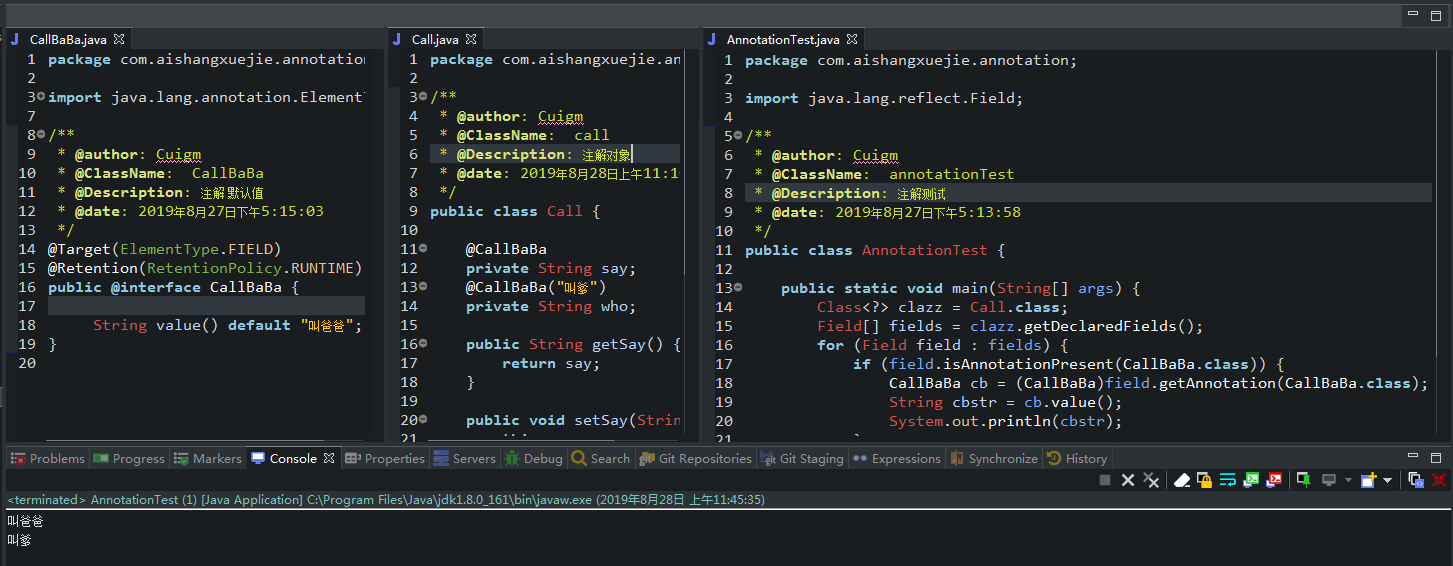 CallBaBa.java
1 package com.aishangxuejie.annotation
2
3 import java.lang.annotation.Element
7
8 /**
9 * @author: Cuigm
10 * @ClassName: CallBaBa
11 * @Description: 注解 默认值
12 * @date: 2019年8月27日下午5:15:03
13 */
14 @Target(ElementType.FIELD)
15 @Retention(RetentionPolicy.RUNTIME)
16 public @interface CallBaBa {
17
18 String value() default "叫爸爸";
19 }
20
Call.java
1 package com.aishangxuejie.an
2
3 /**
4 * @author: Cuigm
5 * @ClassName: call
6 * @Description: 注解对象
7 * @date: 2019年8月28日上午11:1
8 */
9 public class Call {
10
11 @CallBaBa
12 private String say;
13 @CallBaBa("叫爹")
14 private String who;
15
16 public String getSay() {
17 return say;
18 }
19
20 public void setSay(Strin
21
AnnotationTest.java
1 package com.aishangxuejie.annotation;
2
3 import java.lang.reflect.Field;
4
5 /**
6 * @author: Cuigm
7 * @ClassName: annotationTest
8 * @Description: 注解测试
9 * @date: 2019年8月27日下午5:13:58
10 */
11 public class AnnotationTest {
12
13 public static void main(String[] args) {
14 Class<?> clazz = Call.class;
15 Field[] fields = clazz.getDeclaredFields();
16 for (Field field : fields) {
17 if (field.isAnnotationPresent(CallBaBa.class)) {
18 CallBaBa cb = (CallBaBa)field.getAnnotation(CallBaBa.class);
19 String cbstr = cb.value();
20 System.out.println(cbstr);
21 }
Problems Progress Markers Console Properties Servers Debug Search Git Repositories Git Staging Expressions Synchronize History
<terminated> AnnotationTest (1) [Java Application] C:\Program Files\Java\jdk1.8.0_161\bin\javaw.exe (2019年8月28日 上午11:45:35)
叫爸爸
叫爹